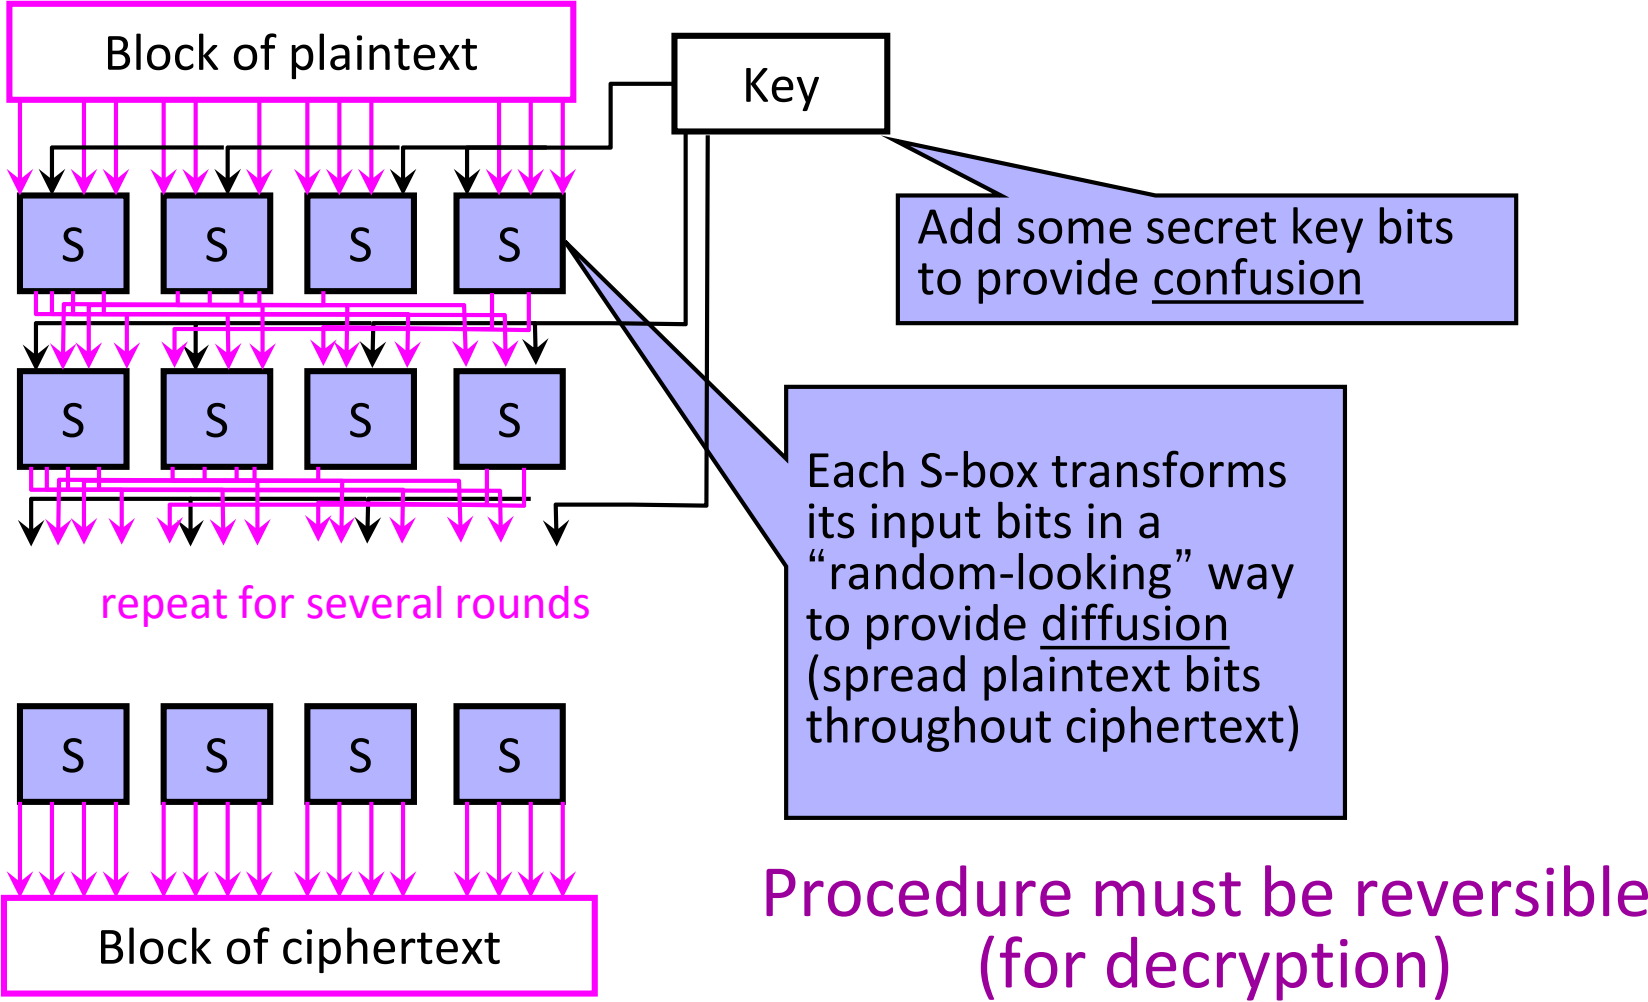 Block of plaintext
Key
S S S S
Add some secret key bits
to provide confusion
S S S S
Each S-box transforms
its input bits in a
“random-looking” way
to provide diffusion
(spread plaintext bits
throughout ciphertext)
repeat for several rounds
S S S S
Block of ciphertext
Procedure must be reversible
(for decryption)